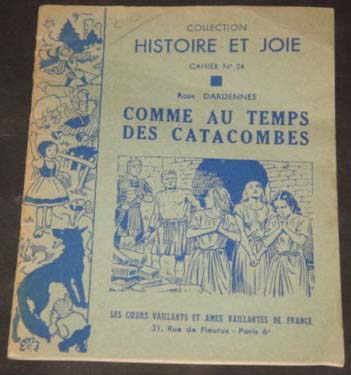 COLLECTION
HISTOIRE ET JOIE
CAHIER N° 24
Rose DARDENNES
COMME AU TEMPS
DES CATACOMBES
LES CŒURS VAILLANTS ET AMES VAILLANTES DE FRANCE
31, Rue de Fleurus - Paris 6e